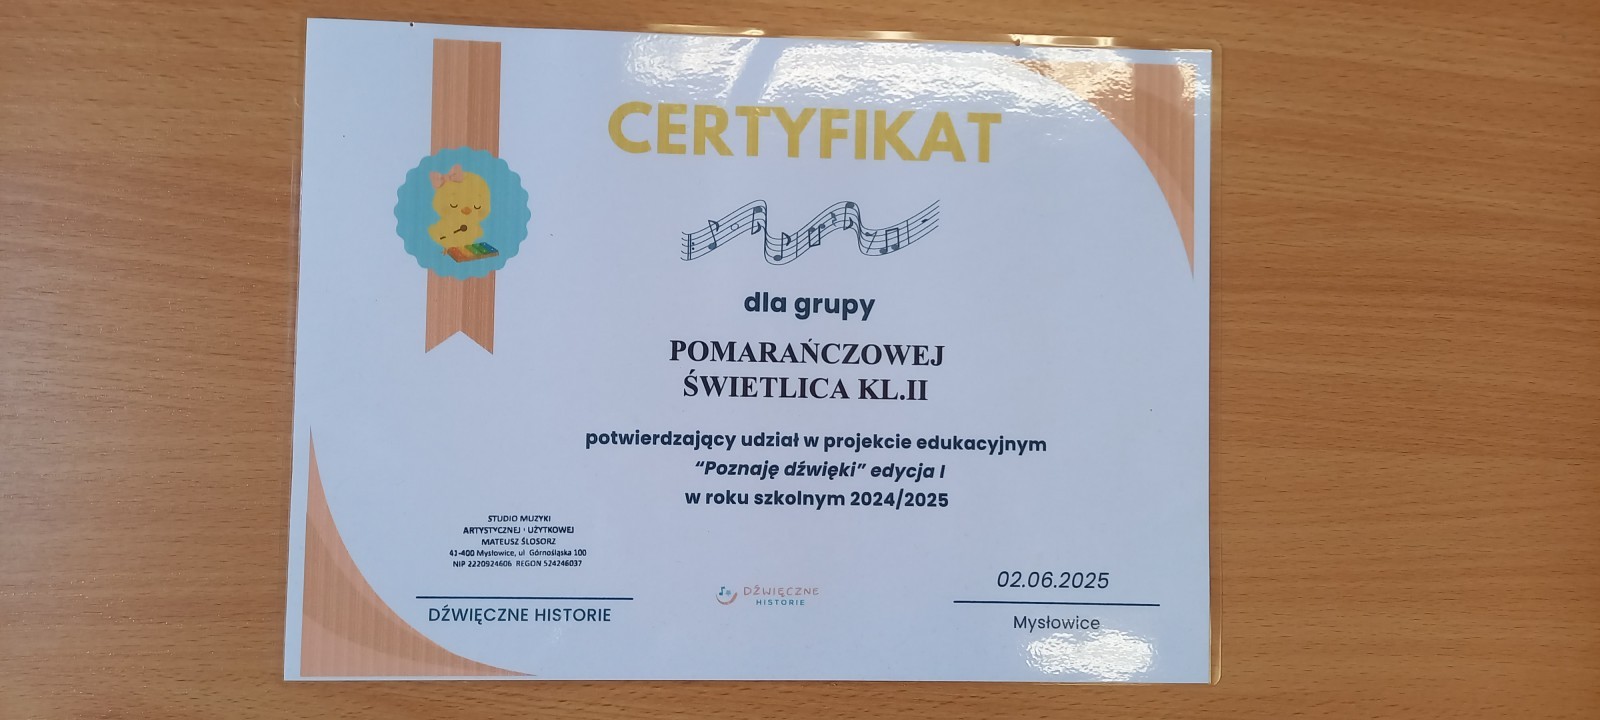 CERTYFIKAT
dla grupy
POMARAŃCZOWEJ
ŚWIETLICA KL.II
potwierdzający udział w projekcie edukacyjnym
“Poznaję dźwięki” edycja I
w roku szkolnym 2024/2025
STUDIO MUZYKI
ARTYSTYCZNEJ I UŻYTKOWEJ
MATEUSZ ŚLOSORZ
41-400 Mysłowice, ul Górnośląska 100
NIP 2220924606 REGON 524246037
DŹWIĘCZNE HISTORIE
DŹWIĘCZNE
HISTORIE
02.06.2025
Mysłowice